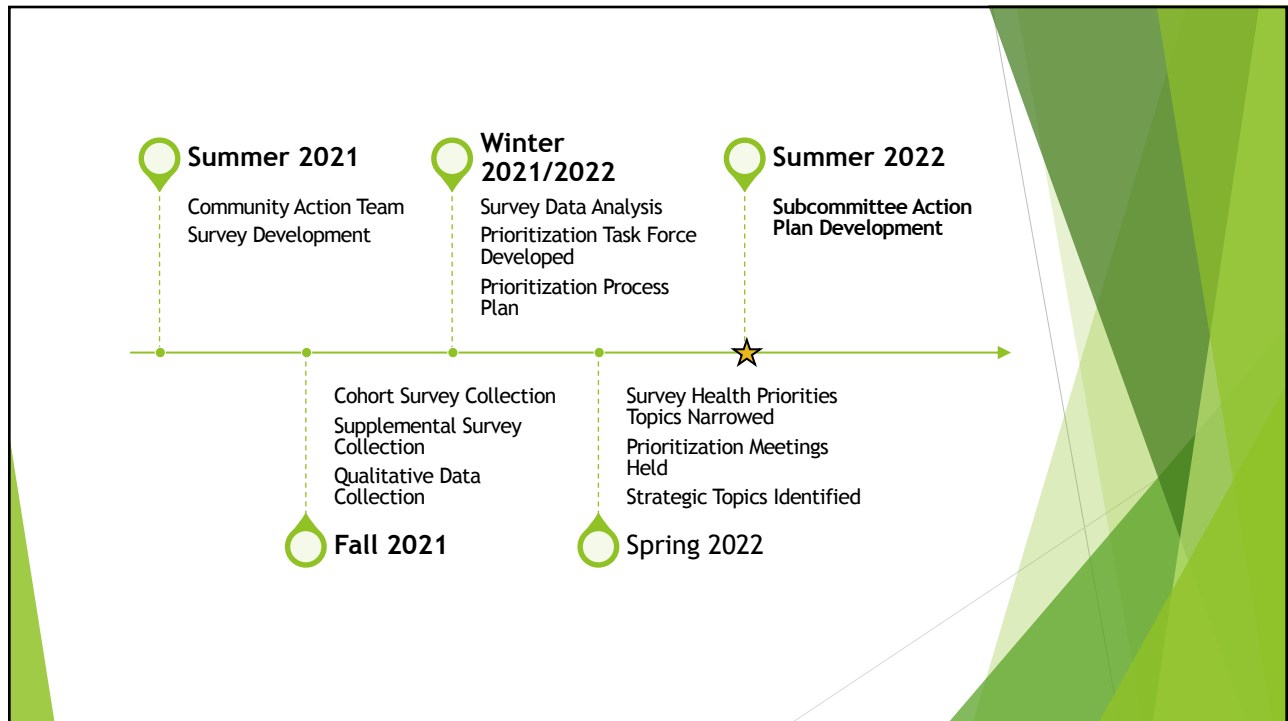 Summer 2021
Community Action Team
Survey Development
Winter
2021/2022
Survey Data Analysis
Prioritization Task Force
Developed
Prioritization Process
Plan
Summer 2022
Subcommittee Action
Plan Development
Cohort Survey Collection
Supplemental Survey
Collection
Qualitative Data
Collection
Fall 2021
Survey Health Priorities
Topics Narrowed
Prioritization Meetings
Held
Strategic Topics Identified
Spring 2022